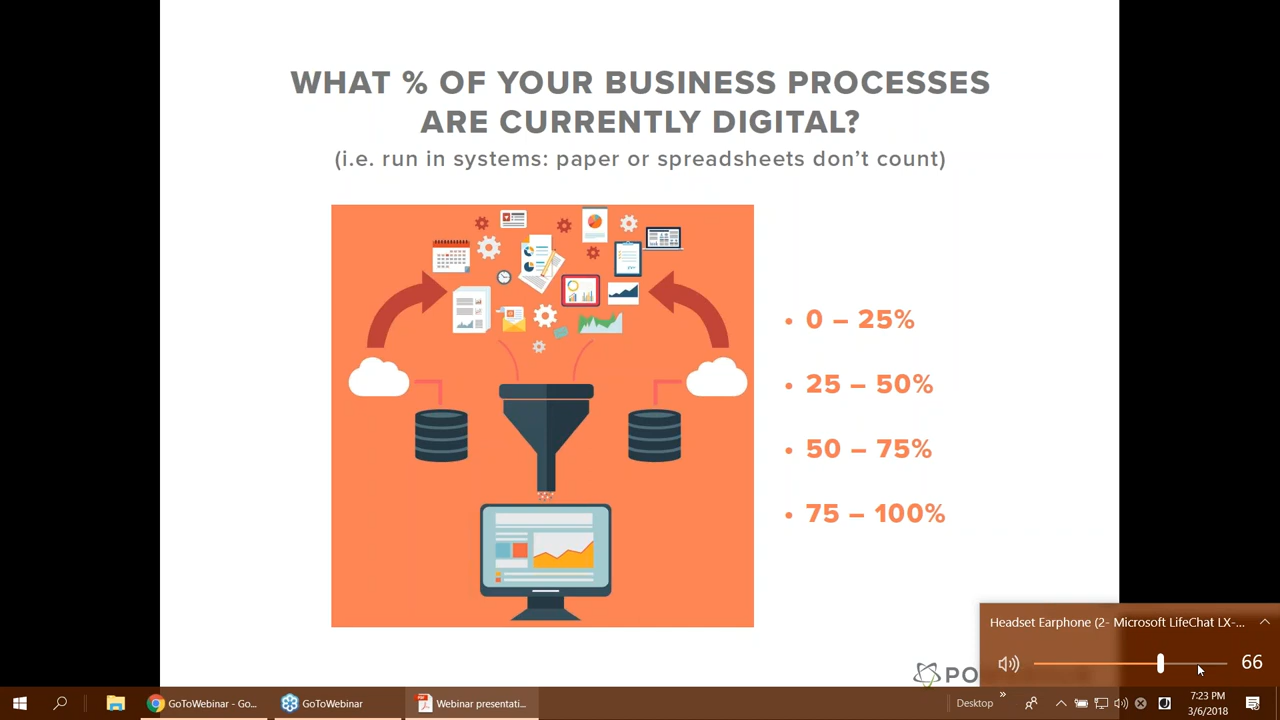 WHAT % OF YOUR BUSINESS PROCESSES
ARE CURRENTLY DIGITAL?
(i.e. run in systems: paper or spreadsheets don't count)
• 0 – 25%
• 25 – 50%
• 50 – 75%
• 75 – 100%
Headset Earphone (2- Microsoft LifeChat LX-...
66
PO
GoToWebinar - Go...
GoToWebinar
Webinar presentati...
Desktop
7:23 PM
3/6/2018